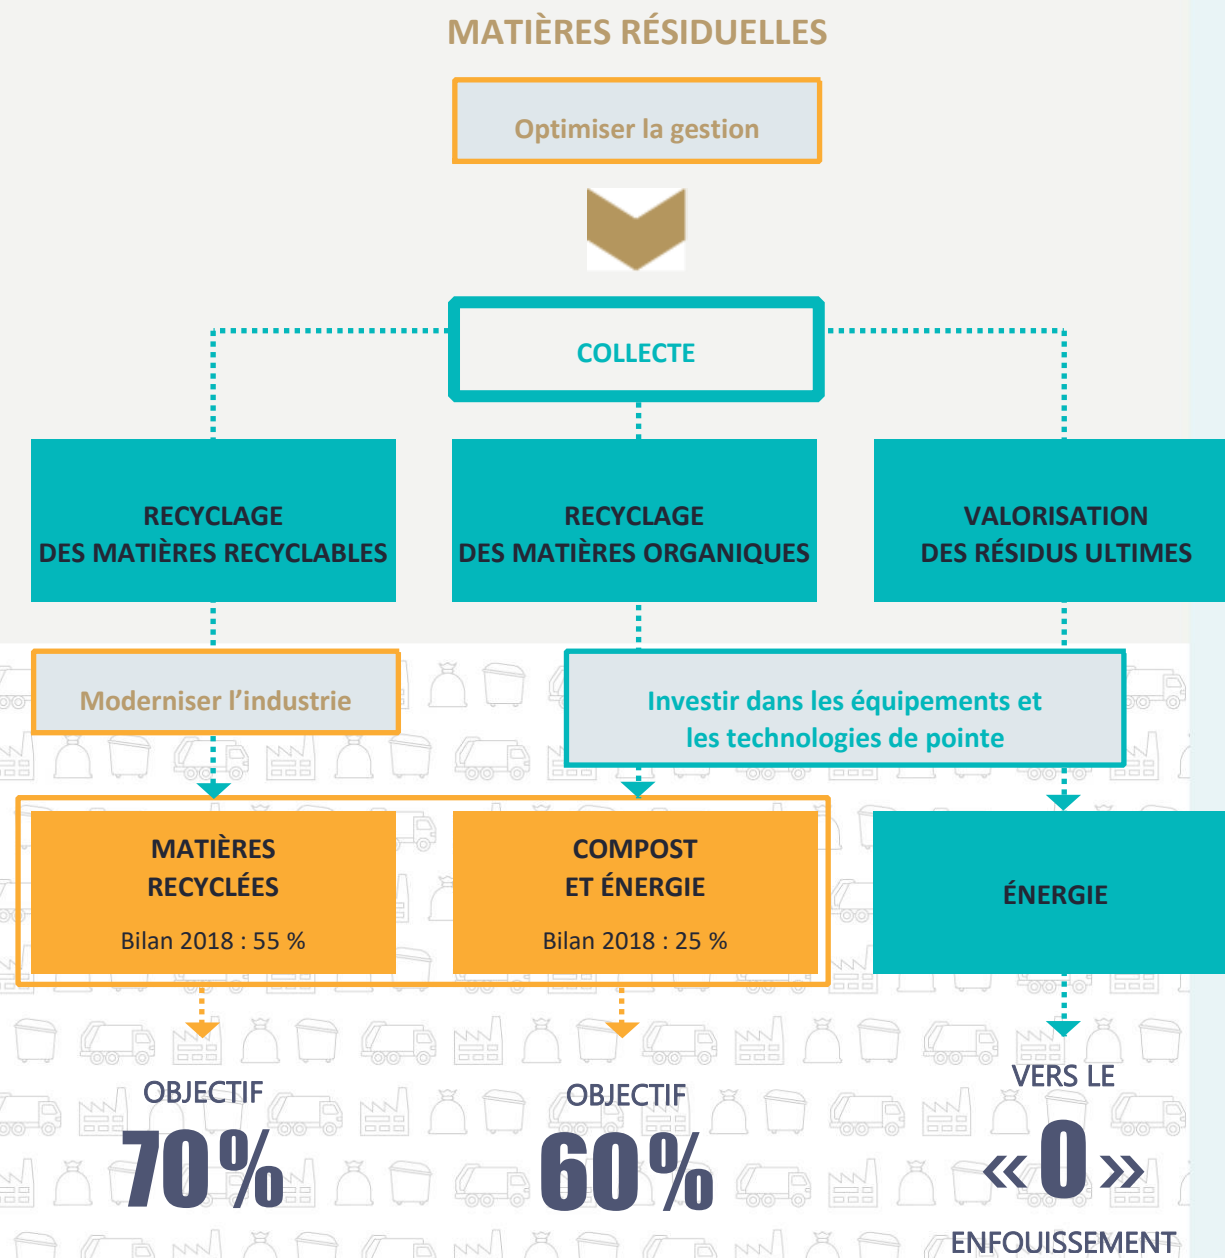 MATIÈRES RÉSIDUELLES
Optimiser la gestion
COLLECTE
RECYCLAGE
DES MATIÈRES RECYCLABLES
RECYCLAGE
DES MATIÈRES ORGANIQUES
VALORISATION
DES RÉSIDUS ULTIMES
Moderniser l’industrie
Investir dans les équipements et
les technologies de pointe
MATIÈRES
RECYCLÉES
Bilan 2018 : 55 %
COMPOST
ET ÉNERGIE
Bilan 2018 : 25 %
ÉNERGIE
OBJECTIF
70%
OBJECTIF
60%
VERS LE
«0»
ENFOUISSEMENT